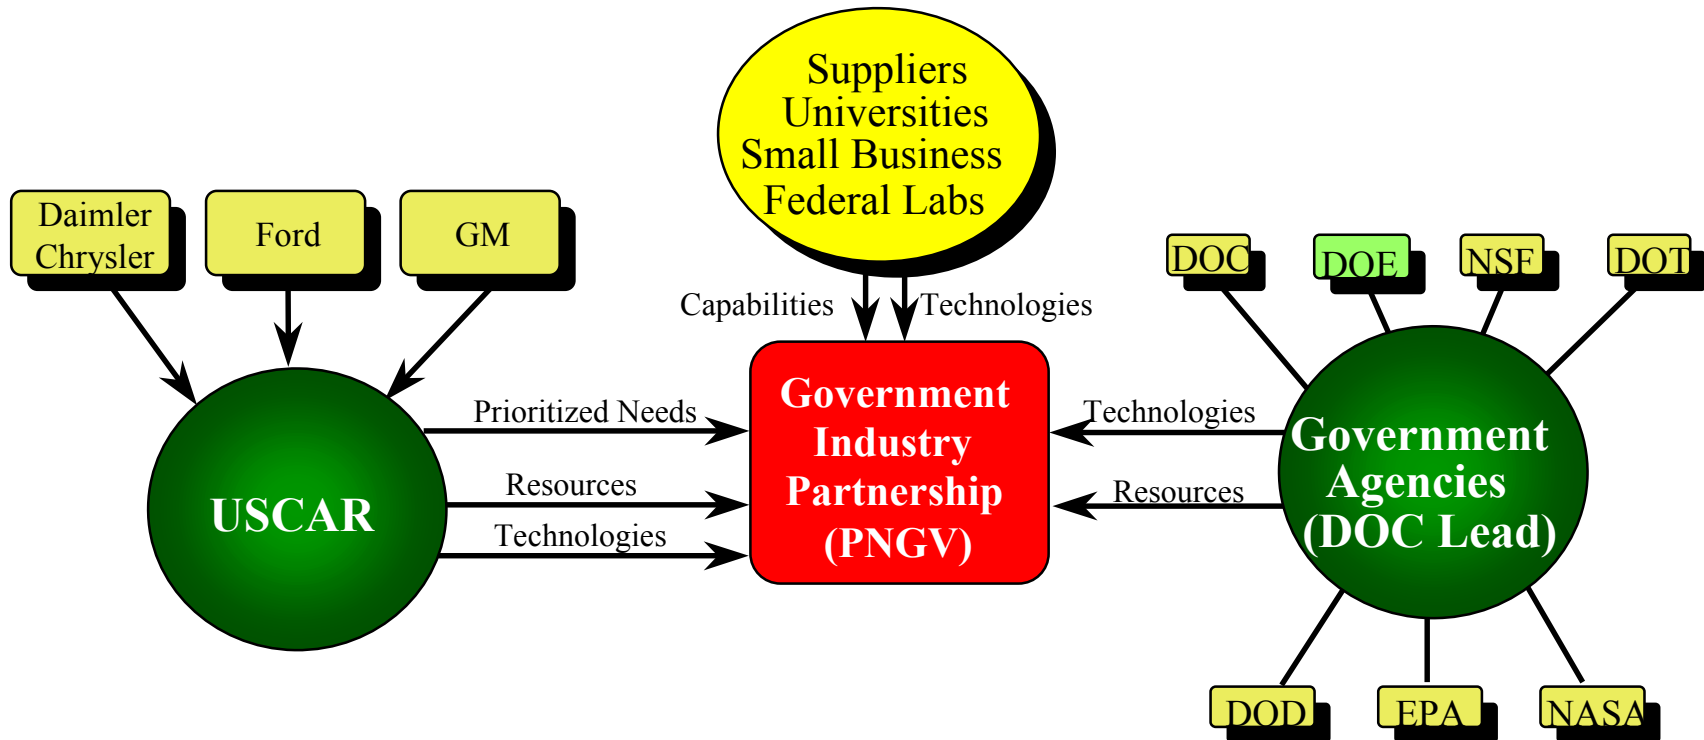 Suppliers
Universities
Small Business
Federal Labs
Daimler
Chrysler
Ford
GM
DOC
DOE
NSF
DOT
Capabilities
Technologies
Prioritized Needs
Resources
Technologies
USCAR
Government
Industry
Partnership
(PNGV)
Technologies
Resources
Government
Agencies
(DOC Lead)
DOD
EPA
NASA